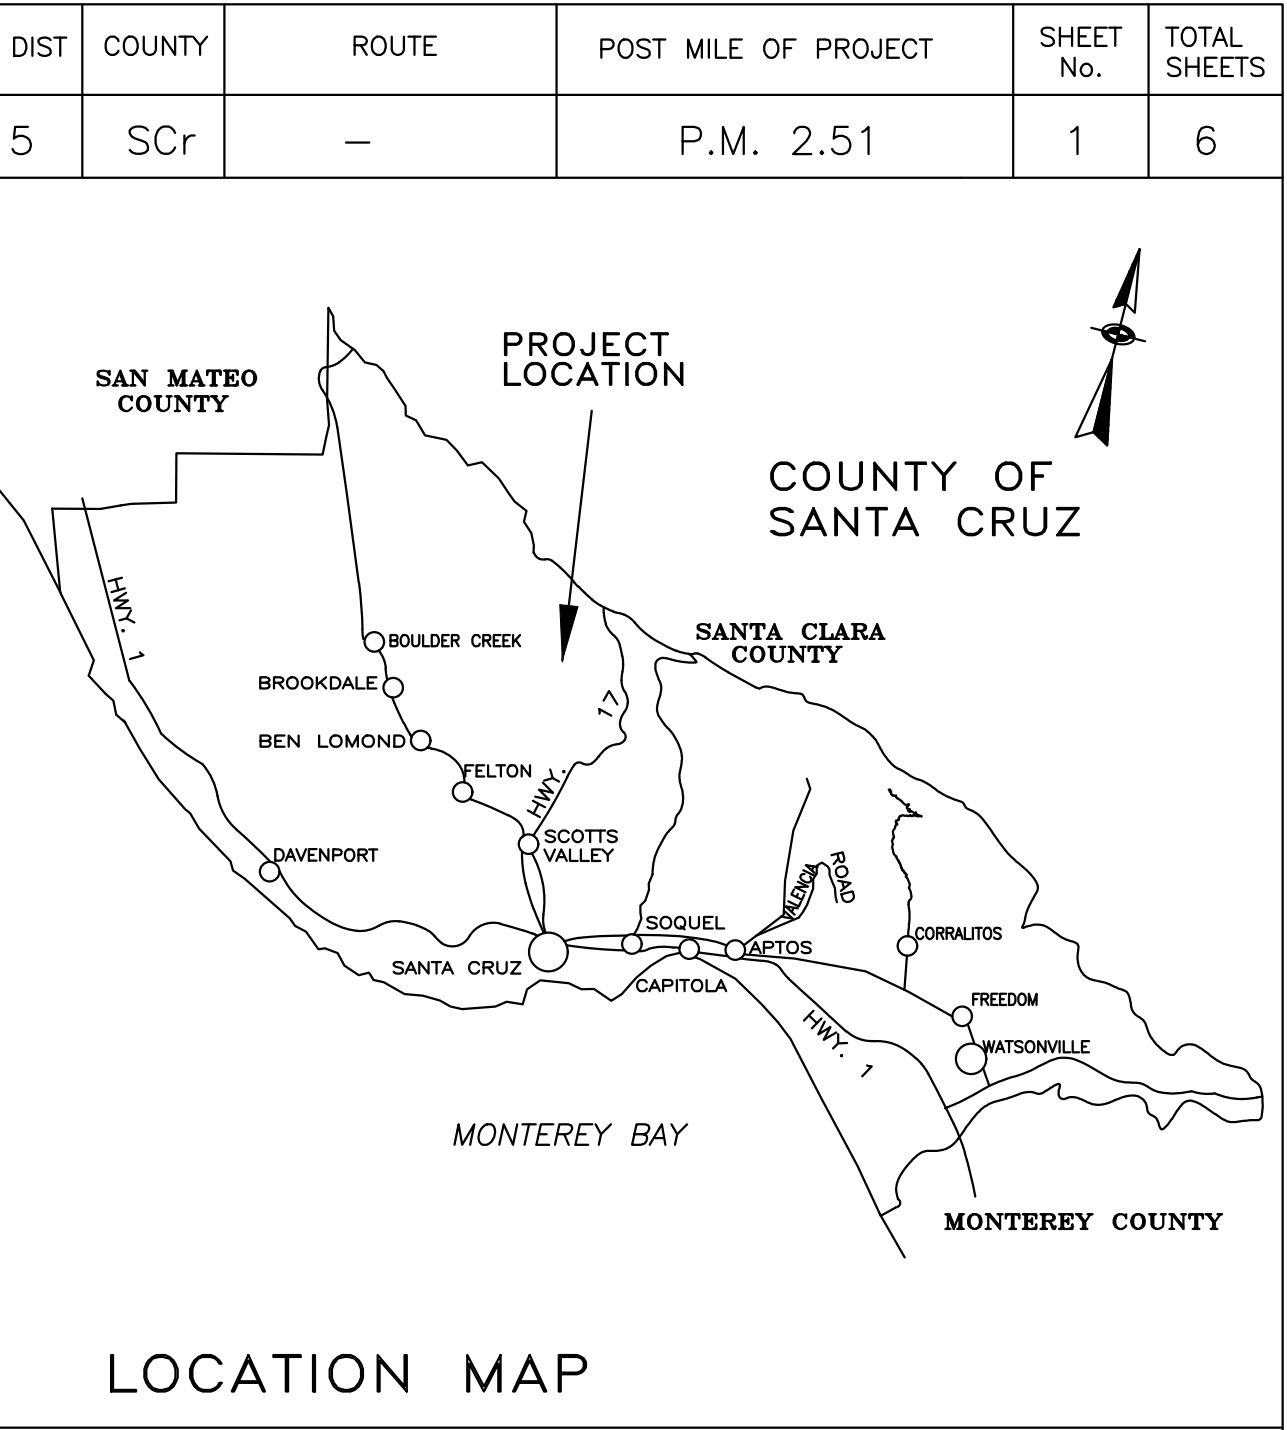 DIST COUNTY ROUTE POST MILE OF PROJECT SHEET No. TOTAL SHEETS
5 SCr – P.M. 2.51 1 6
PROJECT
LOCATION
SAN MATEO
COUNTY
COUNTY OF
SANTA CRUZ
HWY. 1
SANTA CLARA
COUNTY
BOULDER CREEK
BROOKDALE
HWY. 17
BEN LOMOND
FELTON
SCOTTS
VALLEY
DAVENPORT
VALENCIA ROAD
SOQUEL
CORRALITOS
APTOS
SANTA CRUZ
CAPITOLA
FREEDOM
HWY. 1
WATSONVILLE
MONTEREY BAY
MONTEREY COUNTY
LOCATION MAP